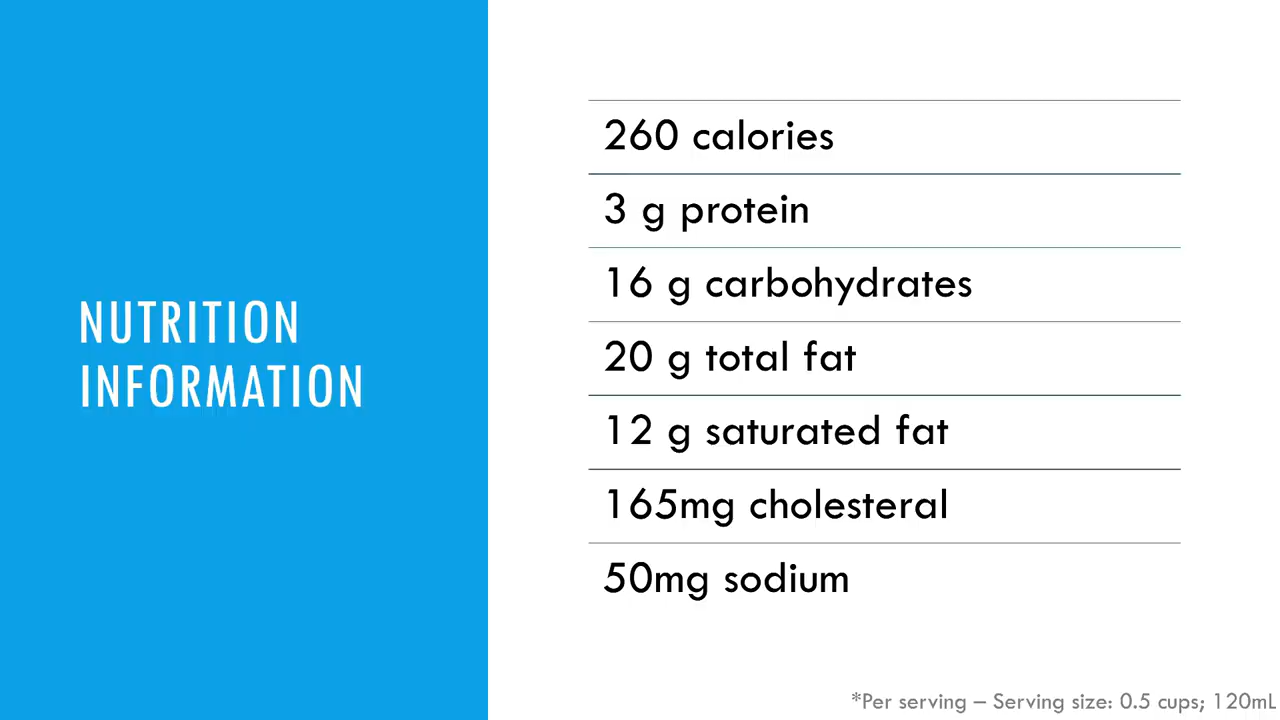 NUTRITION
INFORMATION
260 calories
3 g protein
16 g carbohydrates
20 g total fat
12 g saturated fat
165mg cholesteral
50mg sodium
*Per serving – Serving size: 0.5 cups; 120mL